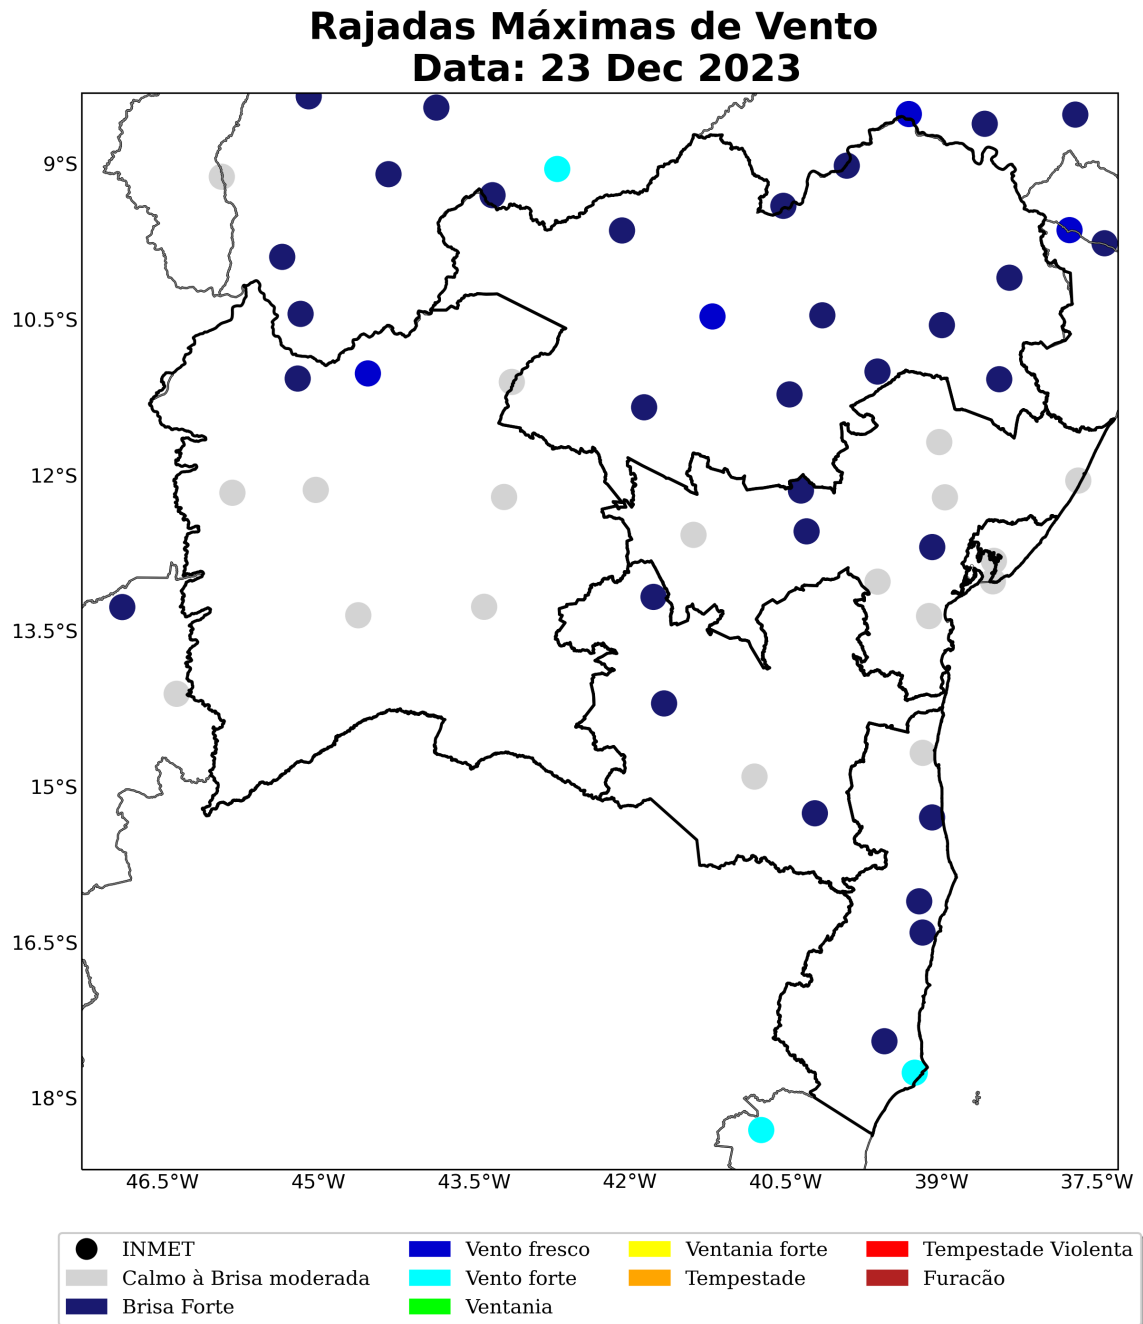 Rajadas Máximas de Vento
Data: 23 Dec 2023
9°S
10.5°S
12°S
13.5°S
15°S
16.5°S
18°S
46.5°W 45°W 43.5°W 42°W 40.5°W 39°W 37.5°W
INMET Vento fresco Ventania forte Tempestade Violenta
Calmo à Brisa moderada Vento forte Tempestade Furacão
Brisa Forte Ventania